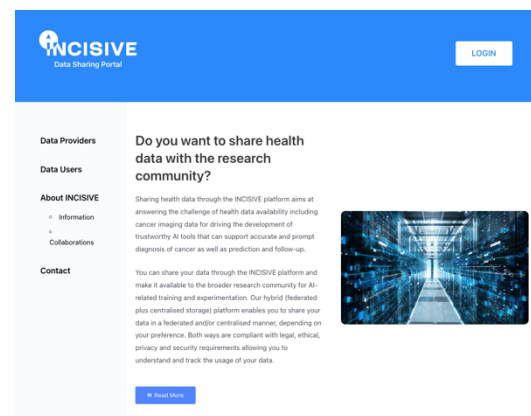 INCISIVE
Data Sharing Portal
LOGIN
Data Providers
Data Users
About INCISIVE
Information
Collaborations
Contact
Do you want to share health
data with the research
community?
Sharing health data through the INCISIVE platform aims at
answering the challenge of health data availability including
cancer imaging data for driving the development of
trustworthy AI tools that can support accurate and prompt
diagnosis of cancer as well as prediction and follow-up.
You can share your data through the INCISIVE platform and
make it available to the broader research community for AI-
related training and experimentation. Our hybrid (federated
plus centralised storage) platform enables you to share your
data in a federated and/or centralised manner, depending on
your preference. Both ways are compliant with legal, ethical,
privacy and security requirements allowing you to
understand and track the usage of your data.
Read More